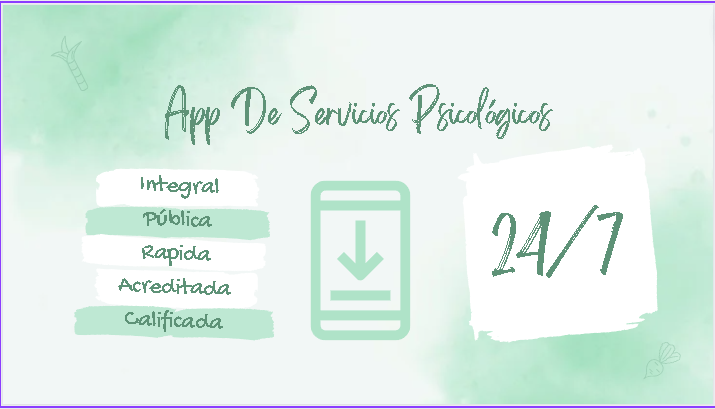 App De Servicios Psicológicos
Integral
Pública
Rapida
Acreditada
Calificada
24/7